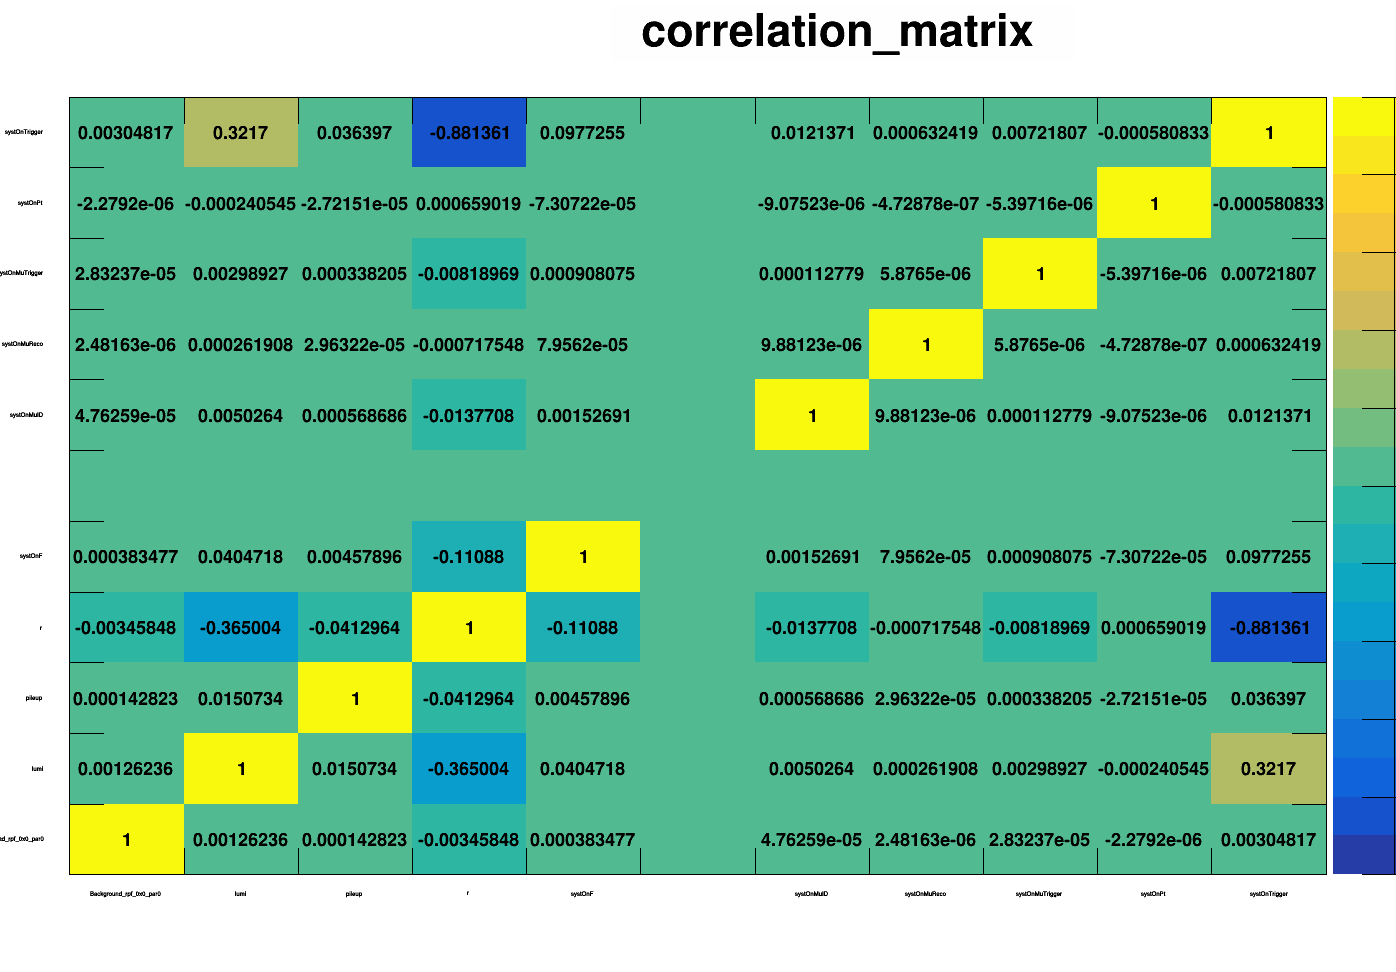 correlation_matrix
systOnTrigger 0.00304817 0.3217 0.036397 -0.881361 0.0977255 0.0121371 0.000632419 0.00721807 -0.000580833 1
systOnPt -2.2792e-06 -0.000240545 -2.72151e-05 0.000659019 -7.30722e-05 -9.07523e-06 -4.72878e-07 -5.39716e-06 1 -0.000580833
ystOnMuTrigger 2.83237e-05 0.00298927 0.000338205 -0.00818969 0.000908075 0.000112779 5.8765e-06 1 -5.39716e-06 0.00721807
systOnMuReco 2.48163e-06 0.000261908 2.96322e-05 -0.000717548 7.9562e-05 9.88123e-06 1 5.8765e-06 -4.72878e-07 0.000632419
systOnMuID 4.76259e-05 0.0050264 0.000568686 -0.0137708 0.00152691 1 9.88123e-06 0.000112779 -9.07523e-06 0.0121371
systOnF 0.000383477 0.0404718 0.00457896 -0.11088 1 0.00152691 7.9562e-05 0.000908075 -7.30722e-05 0.0977255
r -0.00345848 -0.365004 -0.0412964 1 -0.11088 -0.0137708 -0.000717548 -0.00818969 0.000659019 -0.881361
pileup 0.000142823 0.0150734 1 -0.0412964 0.00457896 0.000568686 2.96322e-05 0.000338205 -2.72151e-05 0.036397
lumi 0.00126236 1 0.0150734 -0.365004 0.0404718 0.0050264 0.000261908 0.00298927 -0.000240545 0.3217
nd_rpf_0x0_par0 1 0.00126236 0.000142823 -0.00345848 0.000383477 4.76259e-05 2.48163e-06 2.83237e-05 -2.2792e-06 0.00304817
Background_rpf_0x0_par0 lumi pileup r systOnF systOnMuID systOnMuReco systOnMuTrigger systOnPt systOnTrigger